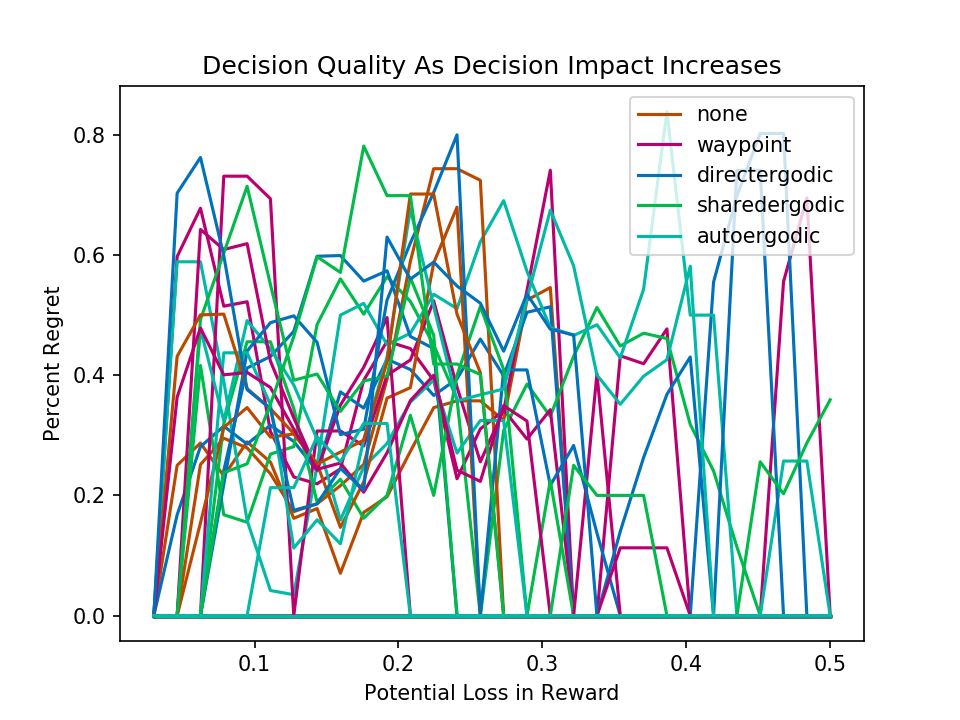 Decision Quality As Decision Impact Increases
none
waypoint
directergodic
sharedergodic
autoergodic
Percent Regret
0.8
0.6
0.4
0.2
0.0
0.1 0.2 0.3 0.4 0.5
Potential Loss in Reward